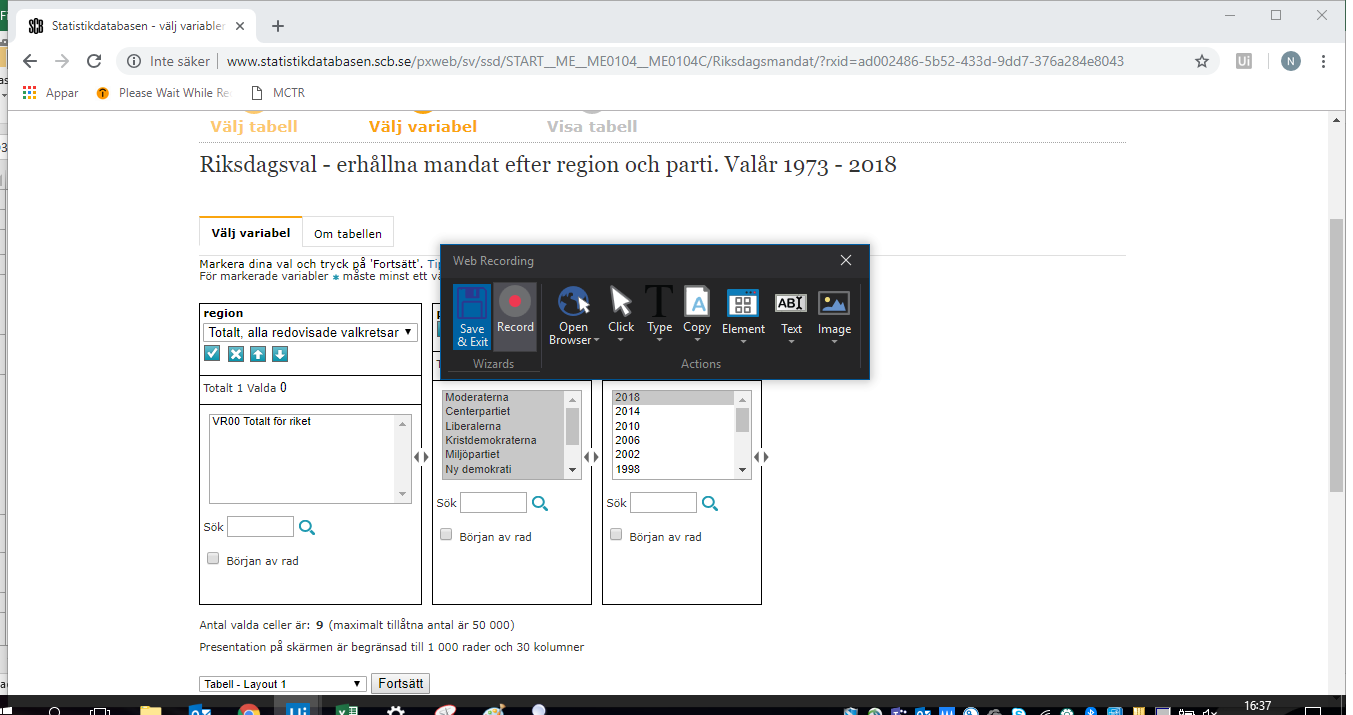 Statistikdatabasen - välj variabler
Inte säker
www.statistikdatabasen.scb.se/pxweb/sv/ssd/START__ME__ME0104__ME0104C/Riksdagsmandat/?rxid=ad002486-5b52-433d-9dd7-376a284e8043
Ui
N
Appar
Please Wait While Re
MCTR
Välj tabell
Välj variabel
Visa tabell
Riksdagsval - erhållna mandat efter region och parti. Valår 1973 - 2018
Välj variabel
Om tabellen
Markera dina val och tryck på 'Fortsätt'. Tip
För markerade variabler * måste minst ett vä
Web Recording
Save & Exit
Record
Open Browser
Click
Type
Copy
Element
Text
Image
Wizards
Actions
region
Totalt, alla redovisade valkretsar
Totalt 1 Valda 0
VR00 Totalt för riket
Sök
Början av rad
Moderaterna
Centerpartiet
Liberalerna
Kristdemokraterna
Miljöpartiet
Ny demokrati
Sök
Början av rad
2018
2014
2010
2006
2002
1998
Sök
Början av rad
Antal valda celler är: 9 (maximalt tillåtna antal är 50 000)
Presentation på skärmen är begränsad till 1 000 rader och 30 kolumner
Tabell - Layout 1
Fortsätt
16:37